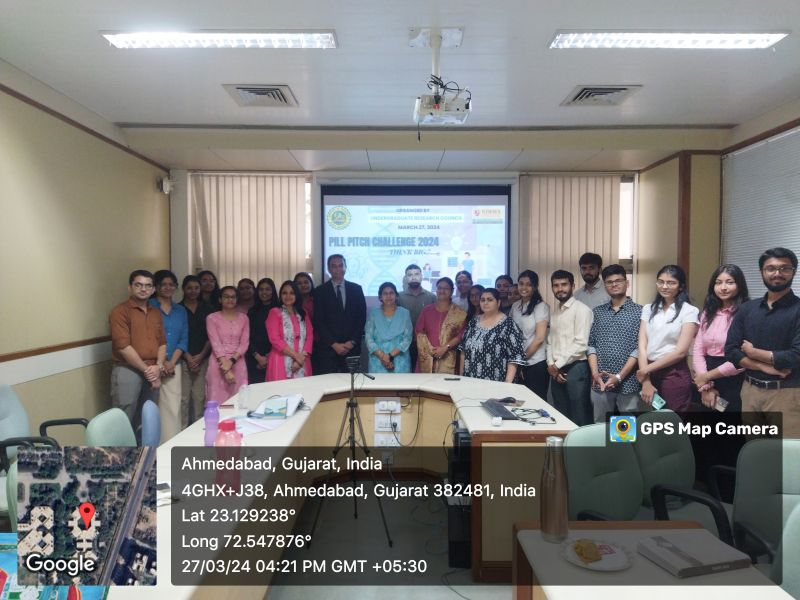 ORGANIZED BY
UNDERGRADUATE RESEARCH COUNCIL
MARCH 27, 2024
PILL PITCH CHALLENGE 2024
GPS Map Camera
Ahmedabad, Gujarat, India
4GHX+J38, Ahmedabad, Gujarat 382481, India
Lat 23.129238°
Long 72.547876°
27/03/24 04:21 PM GMT +05:30
Google